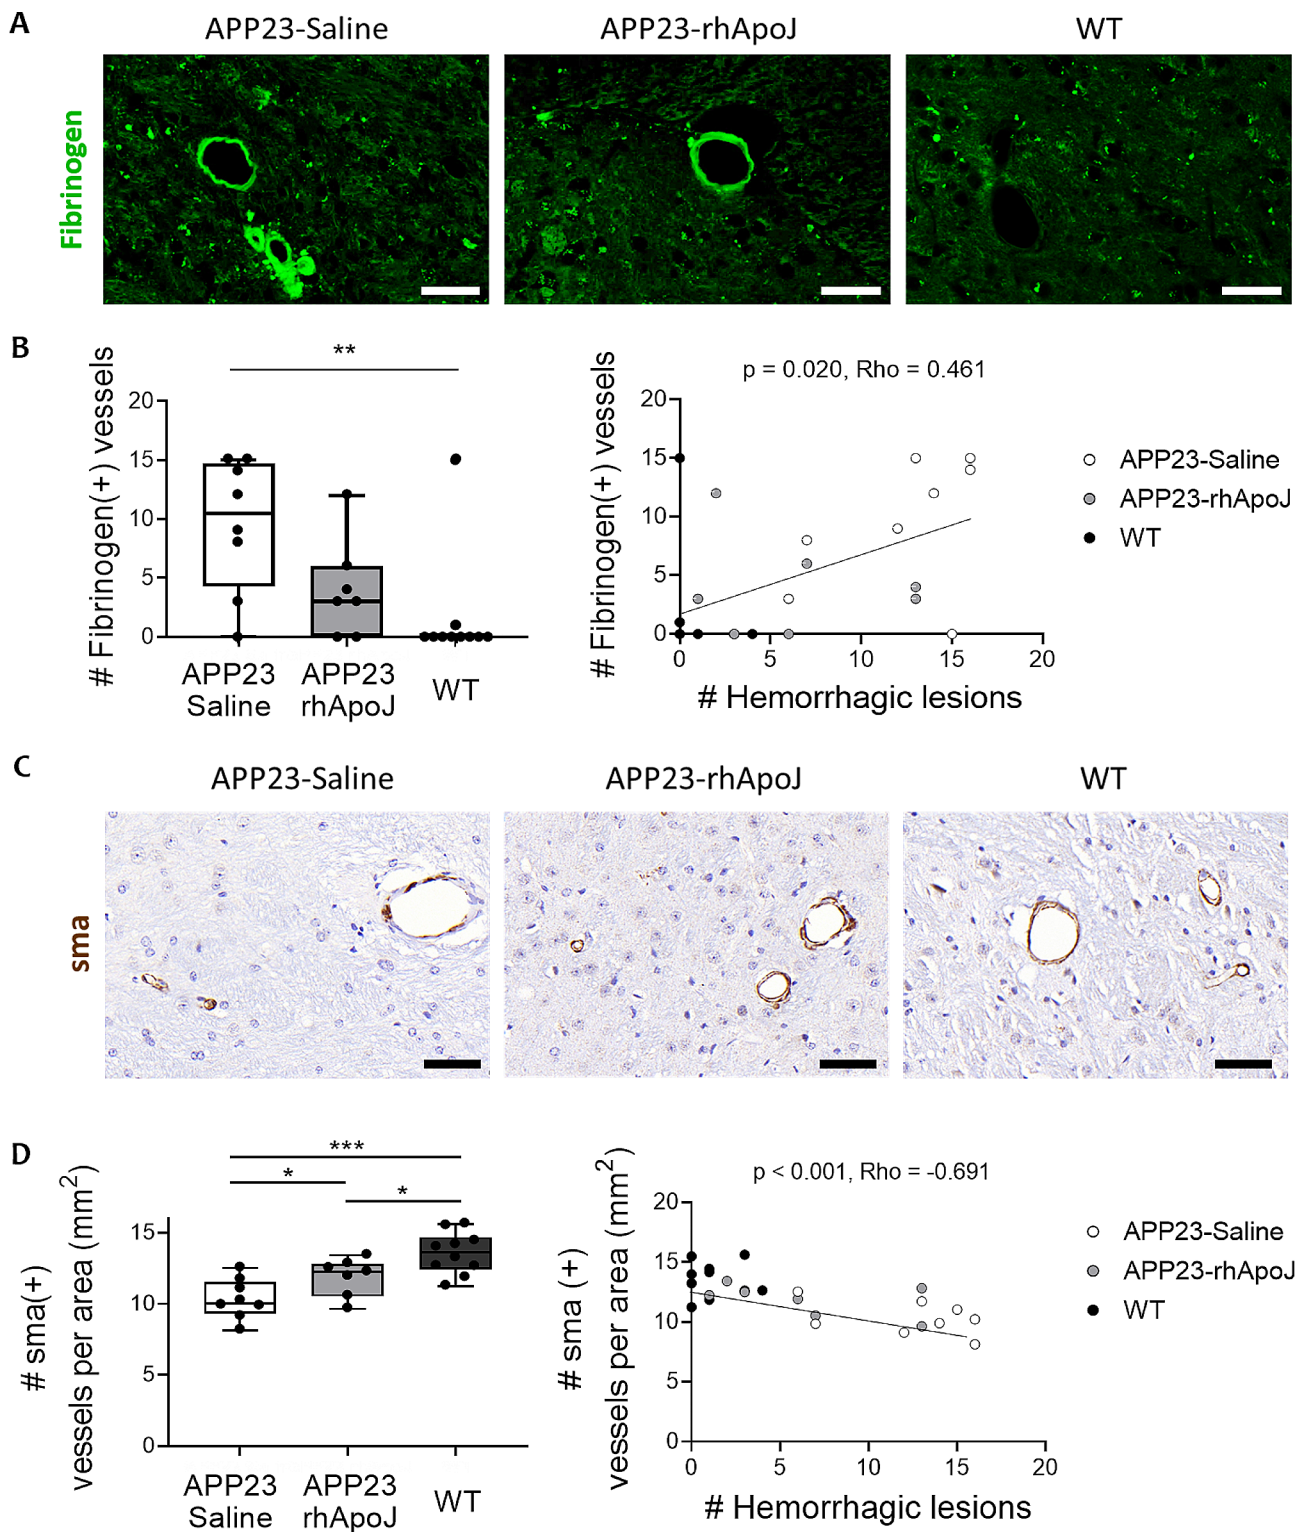 A
APP23-Saline
APP23-rhApoJ
WT
Fibrinogen
B
# Fibrinogen(+) vessels
**
20
15
10
5
0
APP23
Saline
APP23
rhApoJ
WT
# Fibrinogen(+) vessels
p = 0.020, Rho = 0.461
20
15
10
5
0
0
5
10
15
20
# Hemorrhagic lesions
APP23-Saline
APP23-rhApoJ
WT
C
APP23-Saline
APP23-rhApoJ
WT
sma
D
# sma(+)
vessels per area (mm²)
***
*
*
15
10
5
0
APP23
Saline
APP23
rhApoJ
WT
# sma (+)
vessels per area (mm²)
p < 0.001, Rho = -0.691
20
15
10
5
0
0
5
10
15
20
# Hemorrhagic lesions
APP23-Saline
APP23-rhApoJ
WT